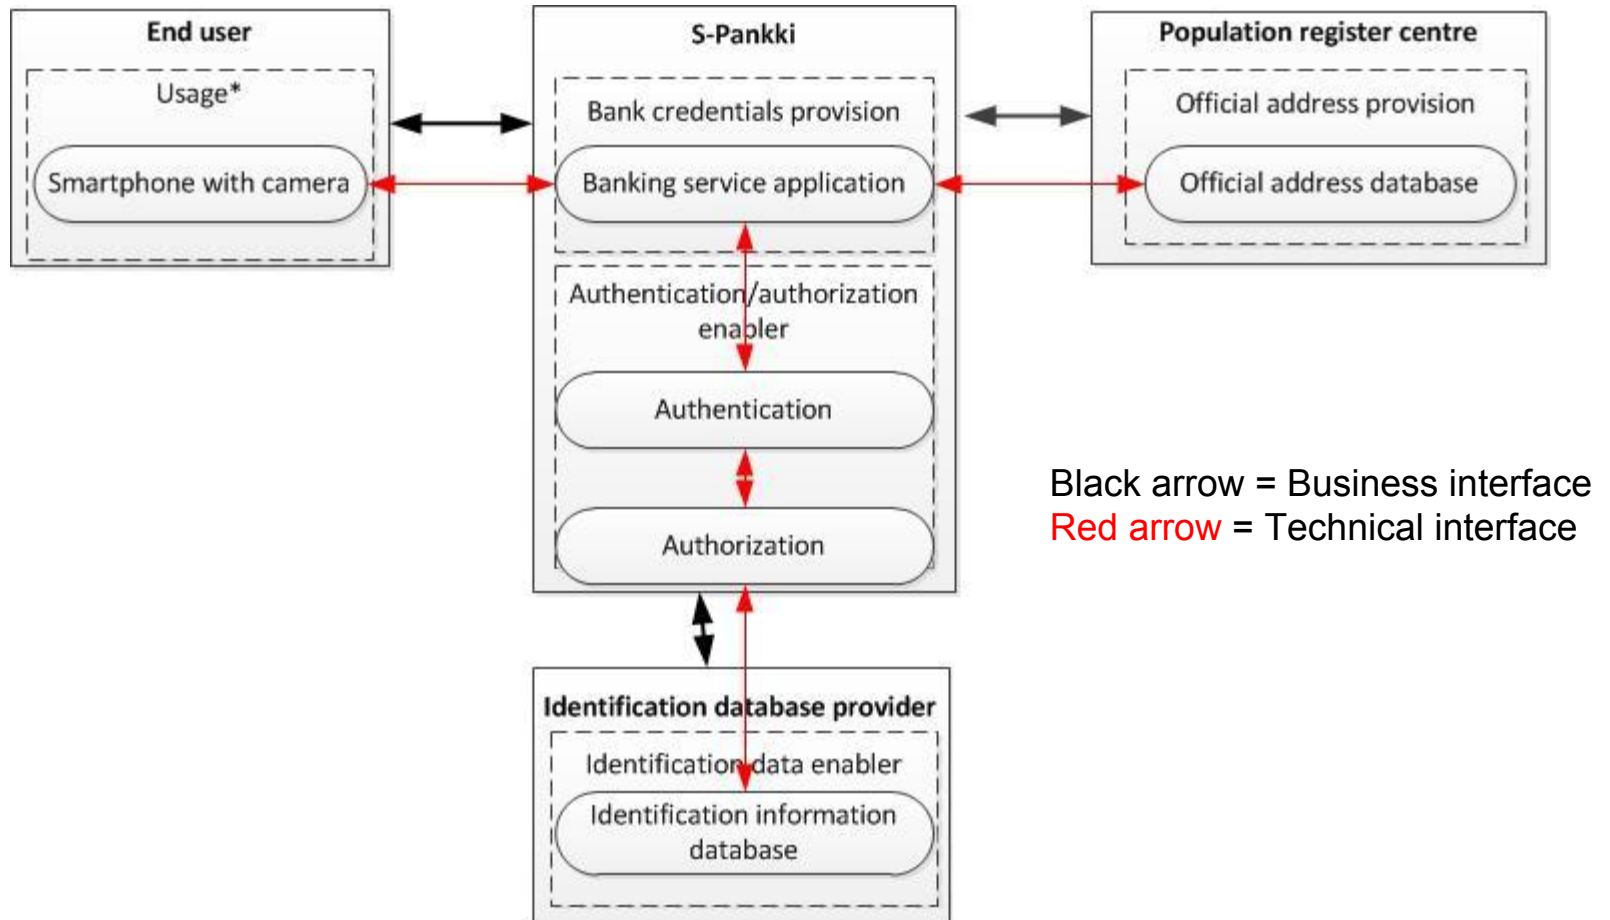 End user
Usage*
Smartphone with camera
S-Pankki
Bank credentials provision
Banking service application
Authentication/authorization
enabler
Authentication
Authorization
Population register centre
Official address provision
Official address database
Black arrow = Business interface
Red arrow = Technical interface
Identification database provider
Identification data enabler
Identification information
database